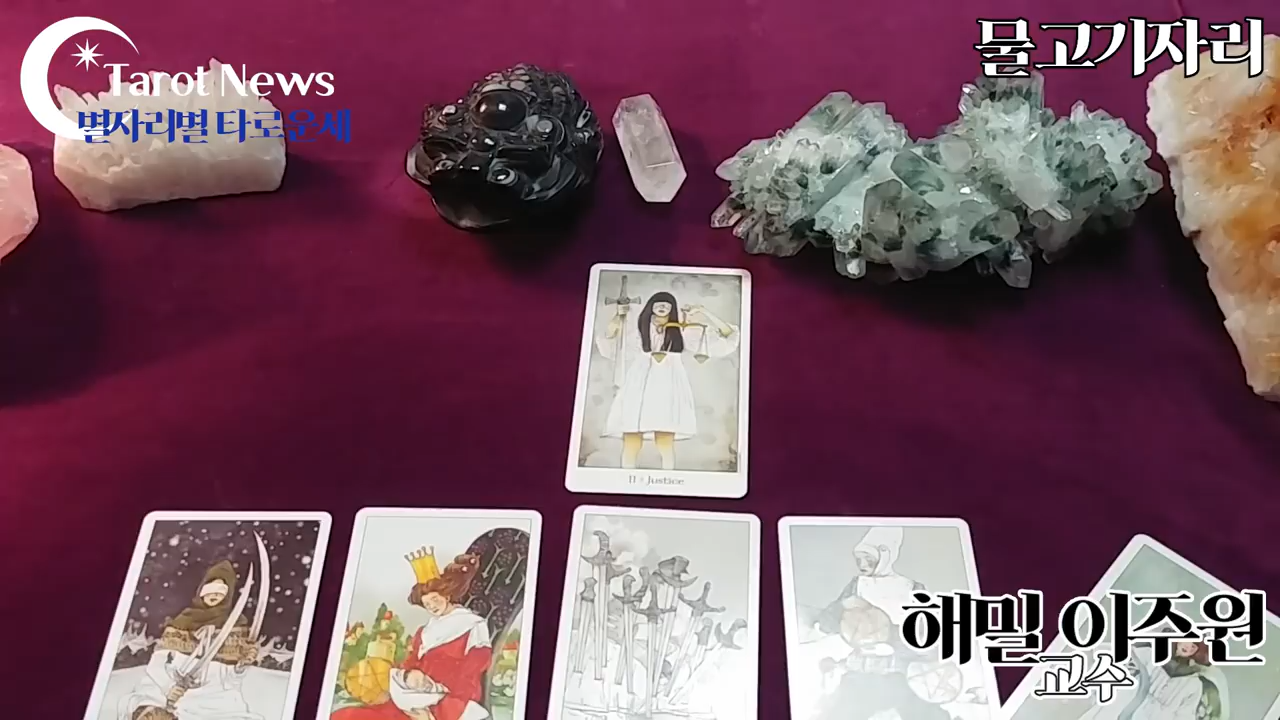 Tarot News
별자리별 타로운세
물고기자리
11 • Justice
해밀 이주원
교수